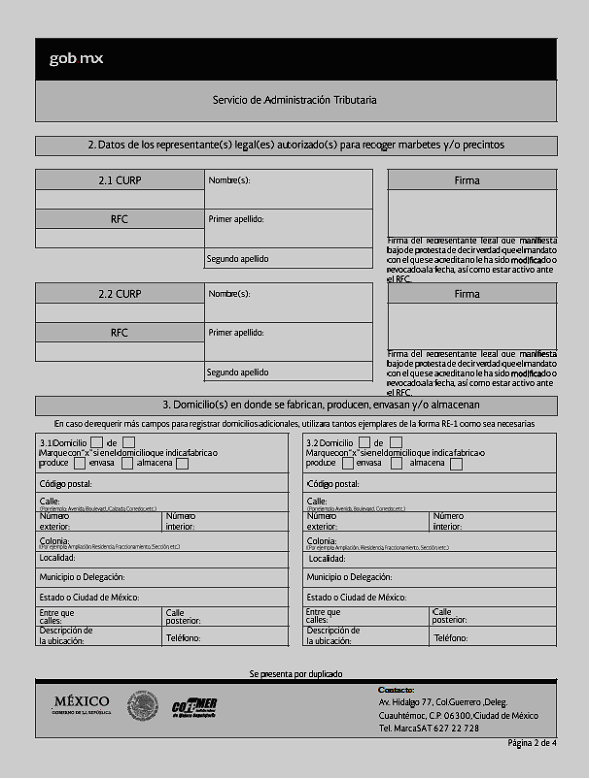 gob.mx
Servicio de Administración Tributaria
2. Datos de los representante(s) legal(es) autorizado(s) para recoger marbetes y/o precintos
2.1 CURP
Nombre(s):
Firma
RFC
Primer apellido:
Segundo apellido
Firma del representante legal que manifiesta
bajo de protesta de decir verdad que el mandato
con el que se acreditano le ha sido modificado o
revocado a la fecha, así como estar activo ante
el RFC.
2.2 CURP
Nombre(s):
Firma
RFC
Primer apellido:
Segundo apellido
Firma del representante legal que manifiesta
bajo de protesta de decir verdad que el mandato
con el que se acreditano le ha sido modificado o
revocado a la fecha, así como estar activo ante
el RFC.
3. Domicilio(s) en donde se fabrican, producen, envasan y/o almacenan
En caso de requerir más campos para registrar domicilios adicionales, utilizara tantos ejemplares de la forma RE-1 como sea necesarias
3.1 Domicilio de
Marque con "x" si en el domicilio que indica fabrica o
produce envasa almacena
Código postal:
Calle:
(Por ejemplo: Avenida, Boulevard, Calzada, Corredor, etc.)
Número exterior:
Número interior:
Colonia:
(Por ejemplo: Ampliación, Residencia, Fraccionamiento, Sección, etc.)
Localidad:
Municipio o Delegación:
Estado o Ciudad de México:
Entre que calles:
Calle posterior:
Descripción de la ubicación:
Teléfono:
3.2 Domicilio de
Marque con "x" si en el domicilio que indica fabrica o
produce envasa almacena
Código postal:
Calle:
(Por ejemplo: Avenida, Boulevard, Corredor, etc.)
Número exterior:
Número interior:
Colonia:
(Por ejemplo: Ampliación, Residencia, Fraccionamiento, Sección, etc.)
Localidad:
Municipio o Delegación:
Estado o Ciudad de México:
Entre que calles:
Calle posterior:
Descripción de la ubicación:
Teléfono:
Se presenta por duplicado
MÉXICO
GOBIERNO DE LA REPÚBLICA
COFEMER
Contacto:
Av. Hidalgo 77, Col. Guerrero, Deleg.
Cuauhtémoc, C.P. 06300, Ciudad de México
Tel. MarcaSAT 627 22 728
Página 2 de 4